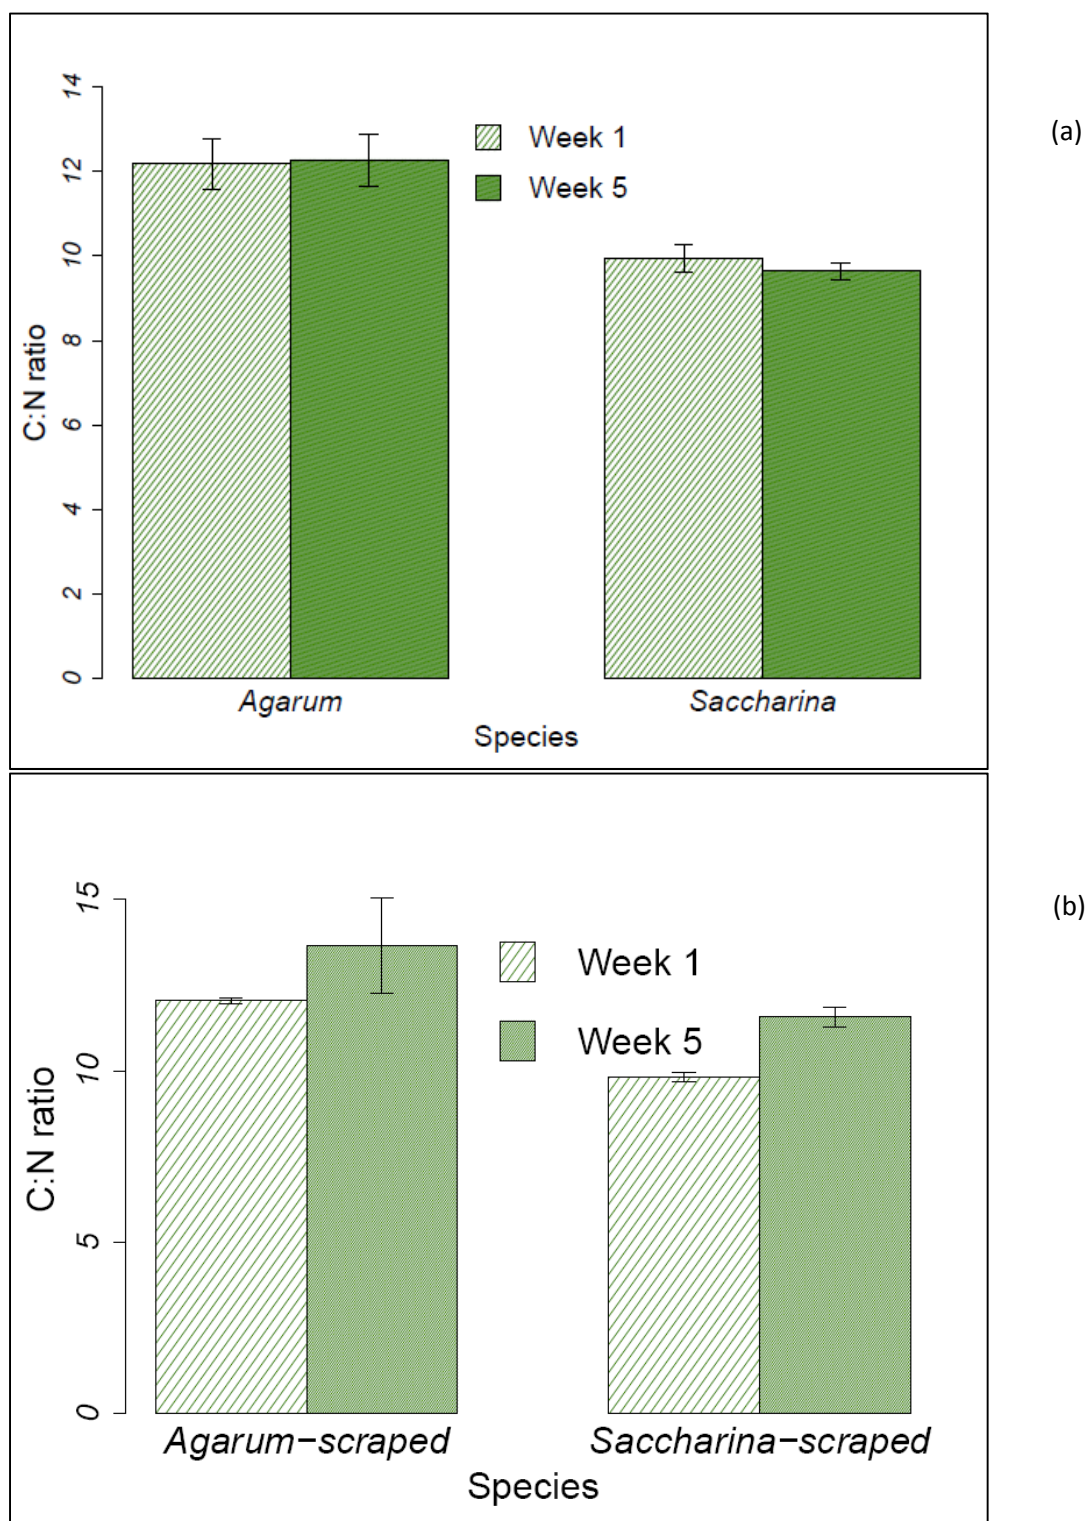 (a)
C:N ratio
14
12
10
8
6
4
2
0
Week 1
Week 5
Agarum
Saccharina
Species
(b)
C:N ratio
15
10
5
0
Week 1
Week 5
Agarum−scraped
Saccharina−scraped
Species